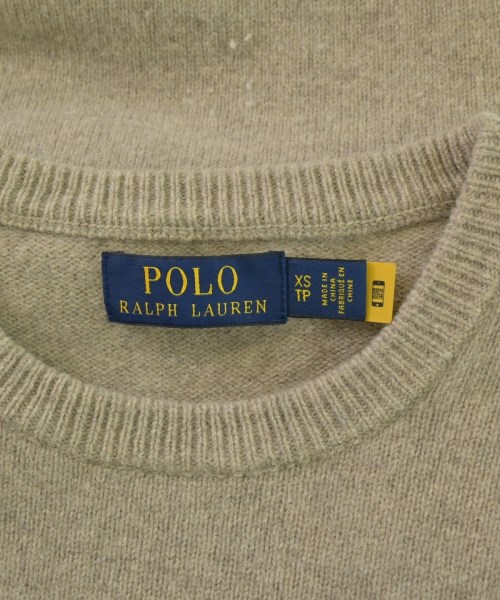 POLO
RALPH LAUREN
XS
TP
MADE IN
CHINA
FABRIQUÉ EN
CHINE